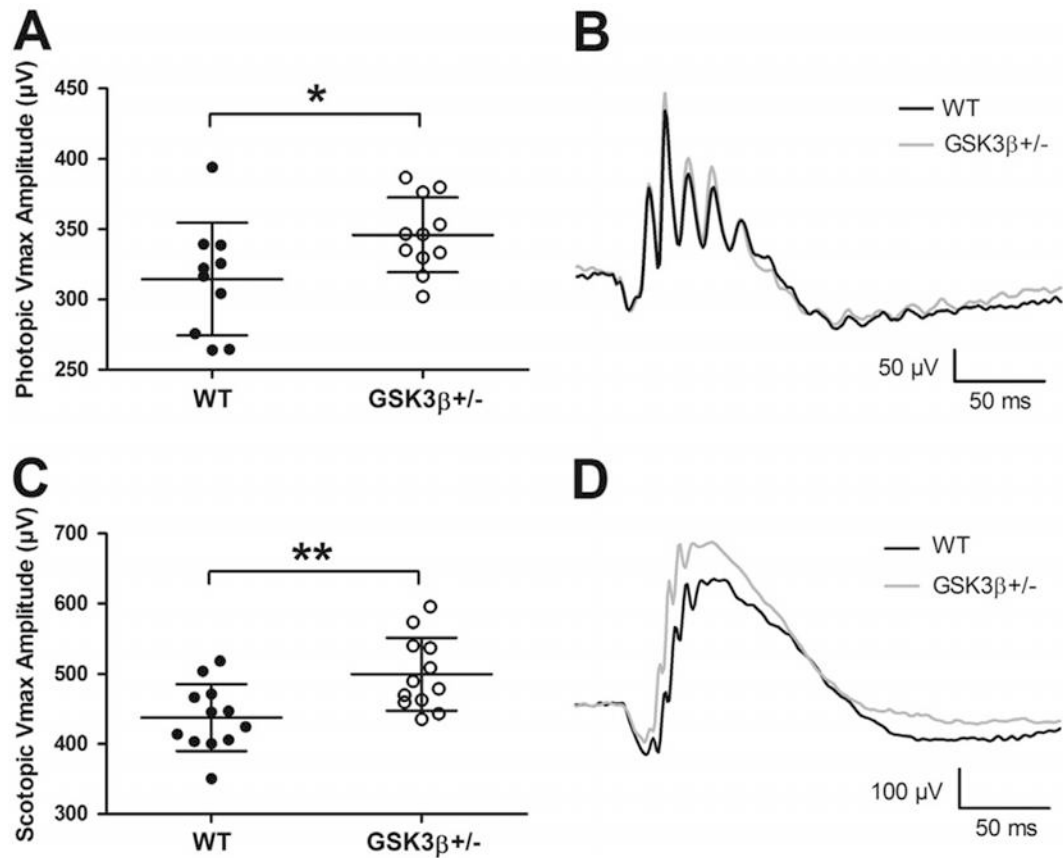 A
Photopic Vmax Amplitude (µV)
450
400
350
300
250
*
WT
GSK3β+/-
B
WT
GSK3β+/-
50 µV
50 ms
C
Scotopic Vmax Amplitude (µV)
700
600
500
400
300
**
WT
GSK3β+/-
D
WT
GSK3β+/-
100 µV
50 ms